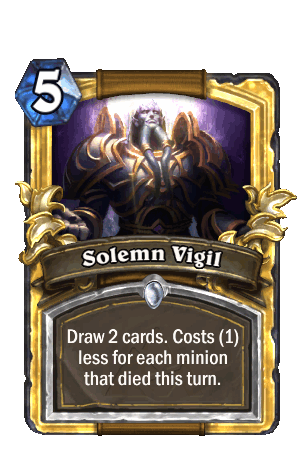 5
Solemn Vigil
Draw 2 cards. Costs (1)
less for each minion
that died this turn.